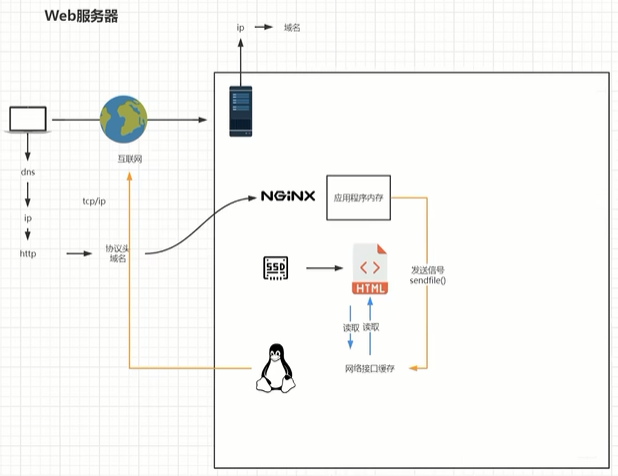 Web服务器
ip
域名
互联网
dns
tcp/ip
ip
http
协议头
域名
NGiNX
应用程序内存
SSD
HTML
发送信号
sendfile()
读取
读取
网络接口缓存